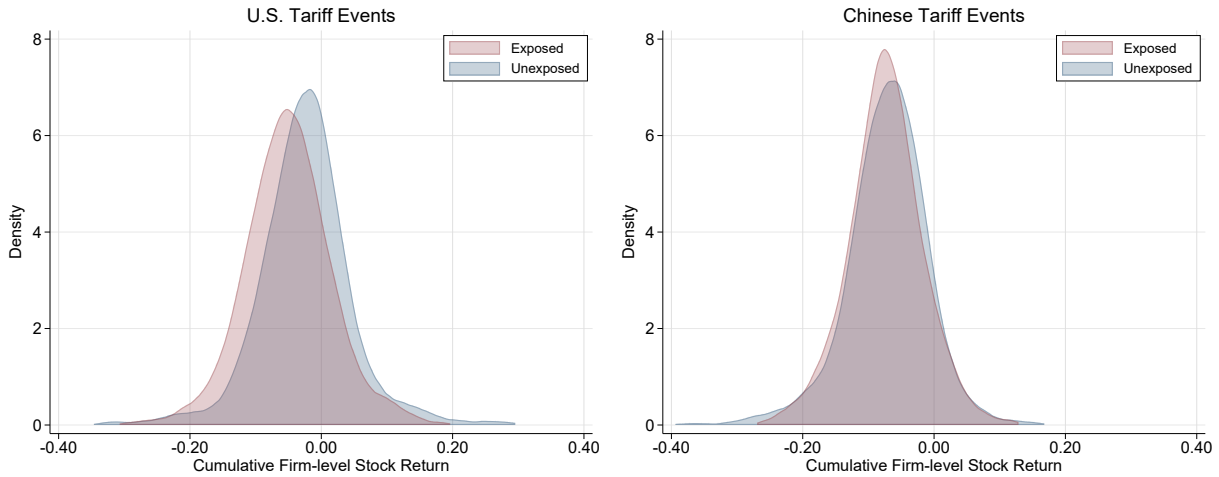 U.S. Tariff Events
Exposed
Unexposed
8
6
4
2
0
Density
-0.40 -0.20 0.00 0.20 0.40
Cumulative Firm-level Stock Return
Chinese Tariff Events
Exposed
Unexposed
8
6
4
2
0
Density
-0.40 -0.20 0.00 0.20 0.40
Cumulative Firm-level Stock Return